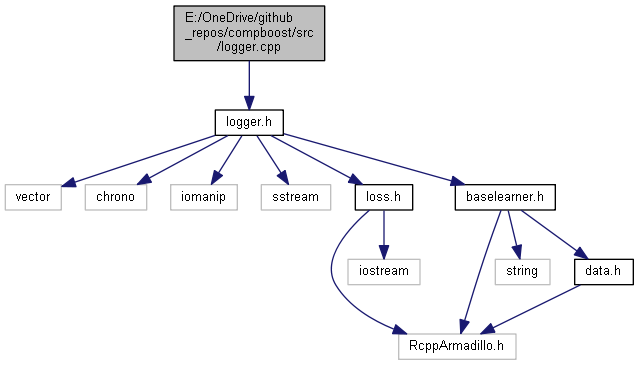 E:/OneDrive/github
_repos/compboost/src
/logger.cpp
logger.h
vector
chrono
iomanip
sstream
loss.h
baselearner.h
iostream
string
data.h
RcppArmadillo.h